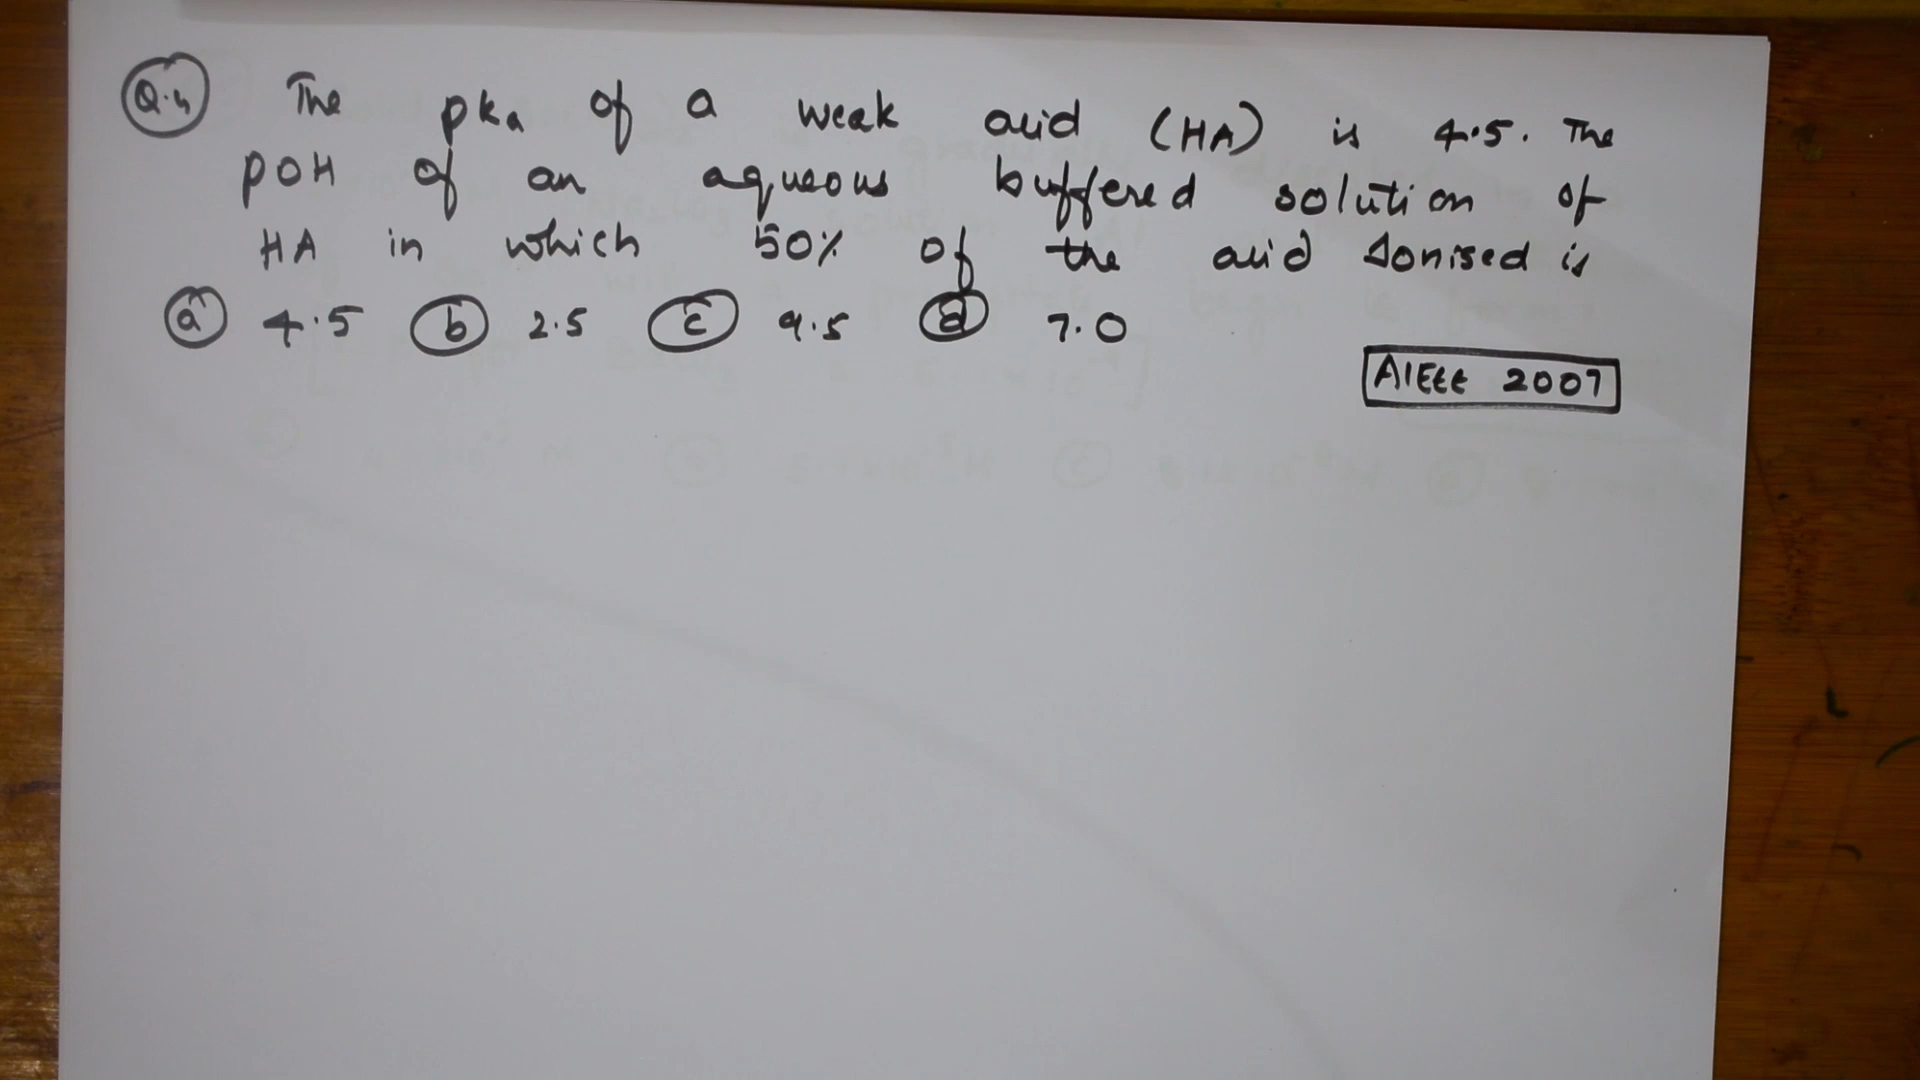 Q.4 The pka of a weak acid (HA) is 4.5. The
POH of an aqueous buffered solution of
HA in which 50% of the acid Ionised is
a 4.5 b 2.5 c 9.5 d 7.0
AIEEE 2007